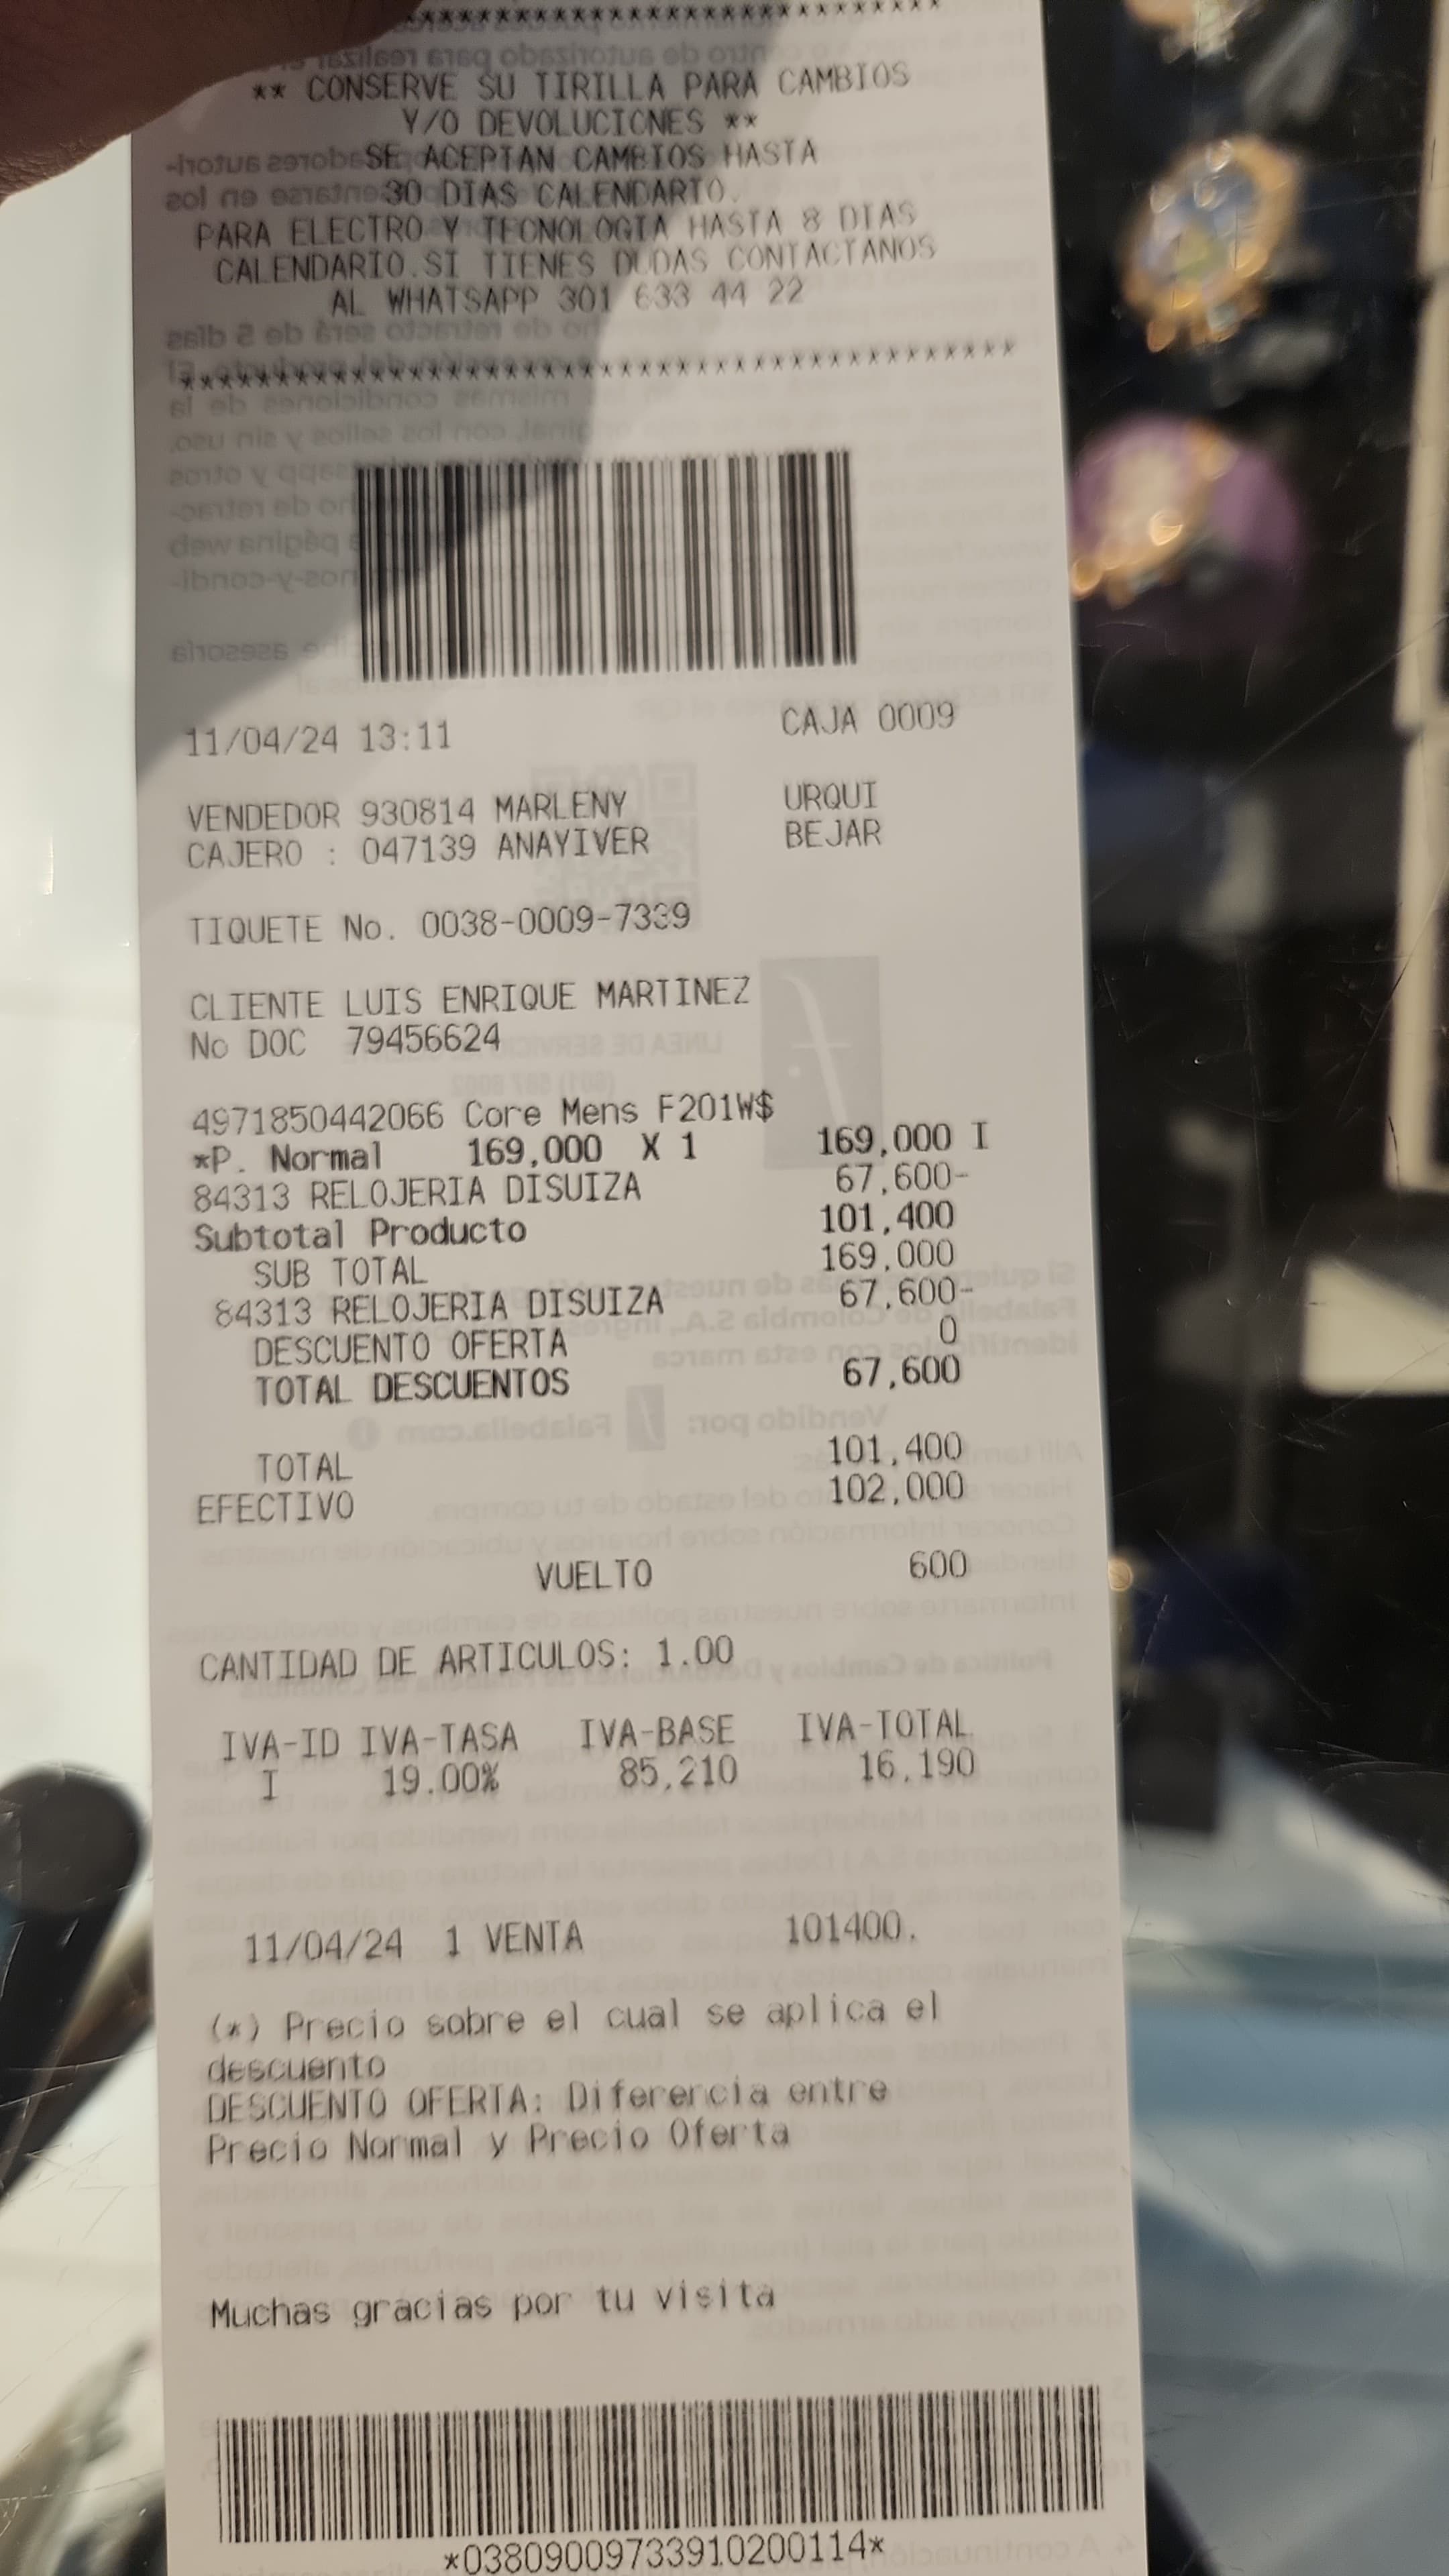 ** CONSERVE SU TIRILLA PARA CAMBIOS
Y/O DEVOLUCIONES **
SE ACEPTAN CAMBIOS HASTA
30 DIAS CALENDARIO.
PARA ELECTRO Y TECNOLOGIA HASTA 8 DIAS
CALENDARIO.SI TIENES DUDAS CONTACTANOS
AL WHATSAPP 301 633 44 22
****************************************
11/04/24 13:11 CAJA 0009
VENDEDOR 930814 MARLENY URQUI
CAJERO : 047139 ANAYIVER BEJAR
TIQUETE No. 0038-0009-7339
CLIENTE LUIS ENRIQUE MARTINEZ
No DOC 79456624
4971850442066 Core Mens F201W$
*P. Normal 169,000 X 1 169,000 I
84313 RELOJERIA DISUIZA 67,600-
Subtotal Producto 101,400
SUB TOTAL 169,000
84313 RELOJERIA DISUIZA 67,600-
DESCUENTO OFERTA 0
TOTAL DESCUENTOS 67,600
TOTAL 101,400
EFECTIVO 102,000
VUELTO 600
CANTIDAD DE ARTICULOS: 1.00
IVA-ID IVA-TASA IVA-BASE IVA-TOTAL
I 19.00% 85,210 16,190
11/04/24 1 VENTA 101400.
(*) Precio sobre el cual se aplica el
descuento
DESCUENTO OFERTA: Diferencia entre
Precio Normal y Precio Oferta
Muchas gracias por tu visita
*03809009733910200114*